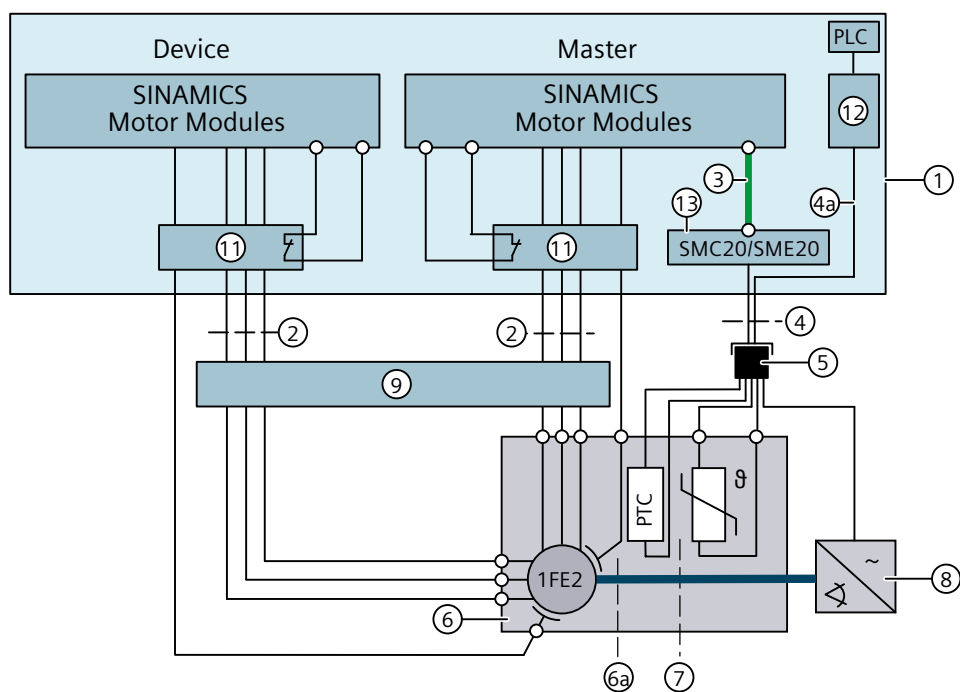 Device
Master
PLC
SINAMICS
Motor Modules
SINAMICS
Motor Modules
12
3
13
4a
1
11
11
SMC20/SME20
2
2
4
5
9
PTC
ϑ
1FE2
~
8
6
6a
7